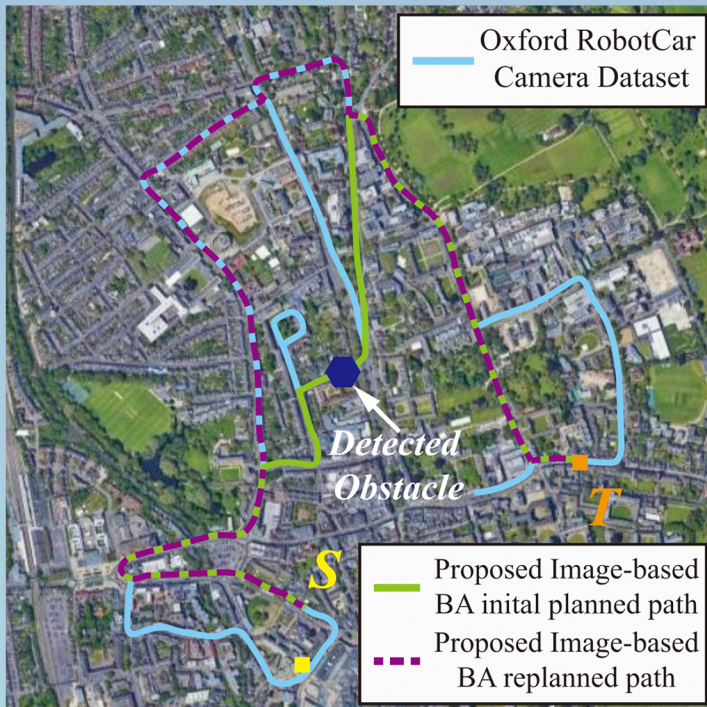 Oxford RobotCar
Camera Dataset
Detected
Obstacle
T
S
Proposed Image-based
BA inital planned path
Proposed Image-based
BA replanned path